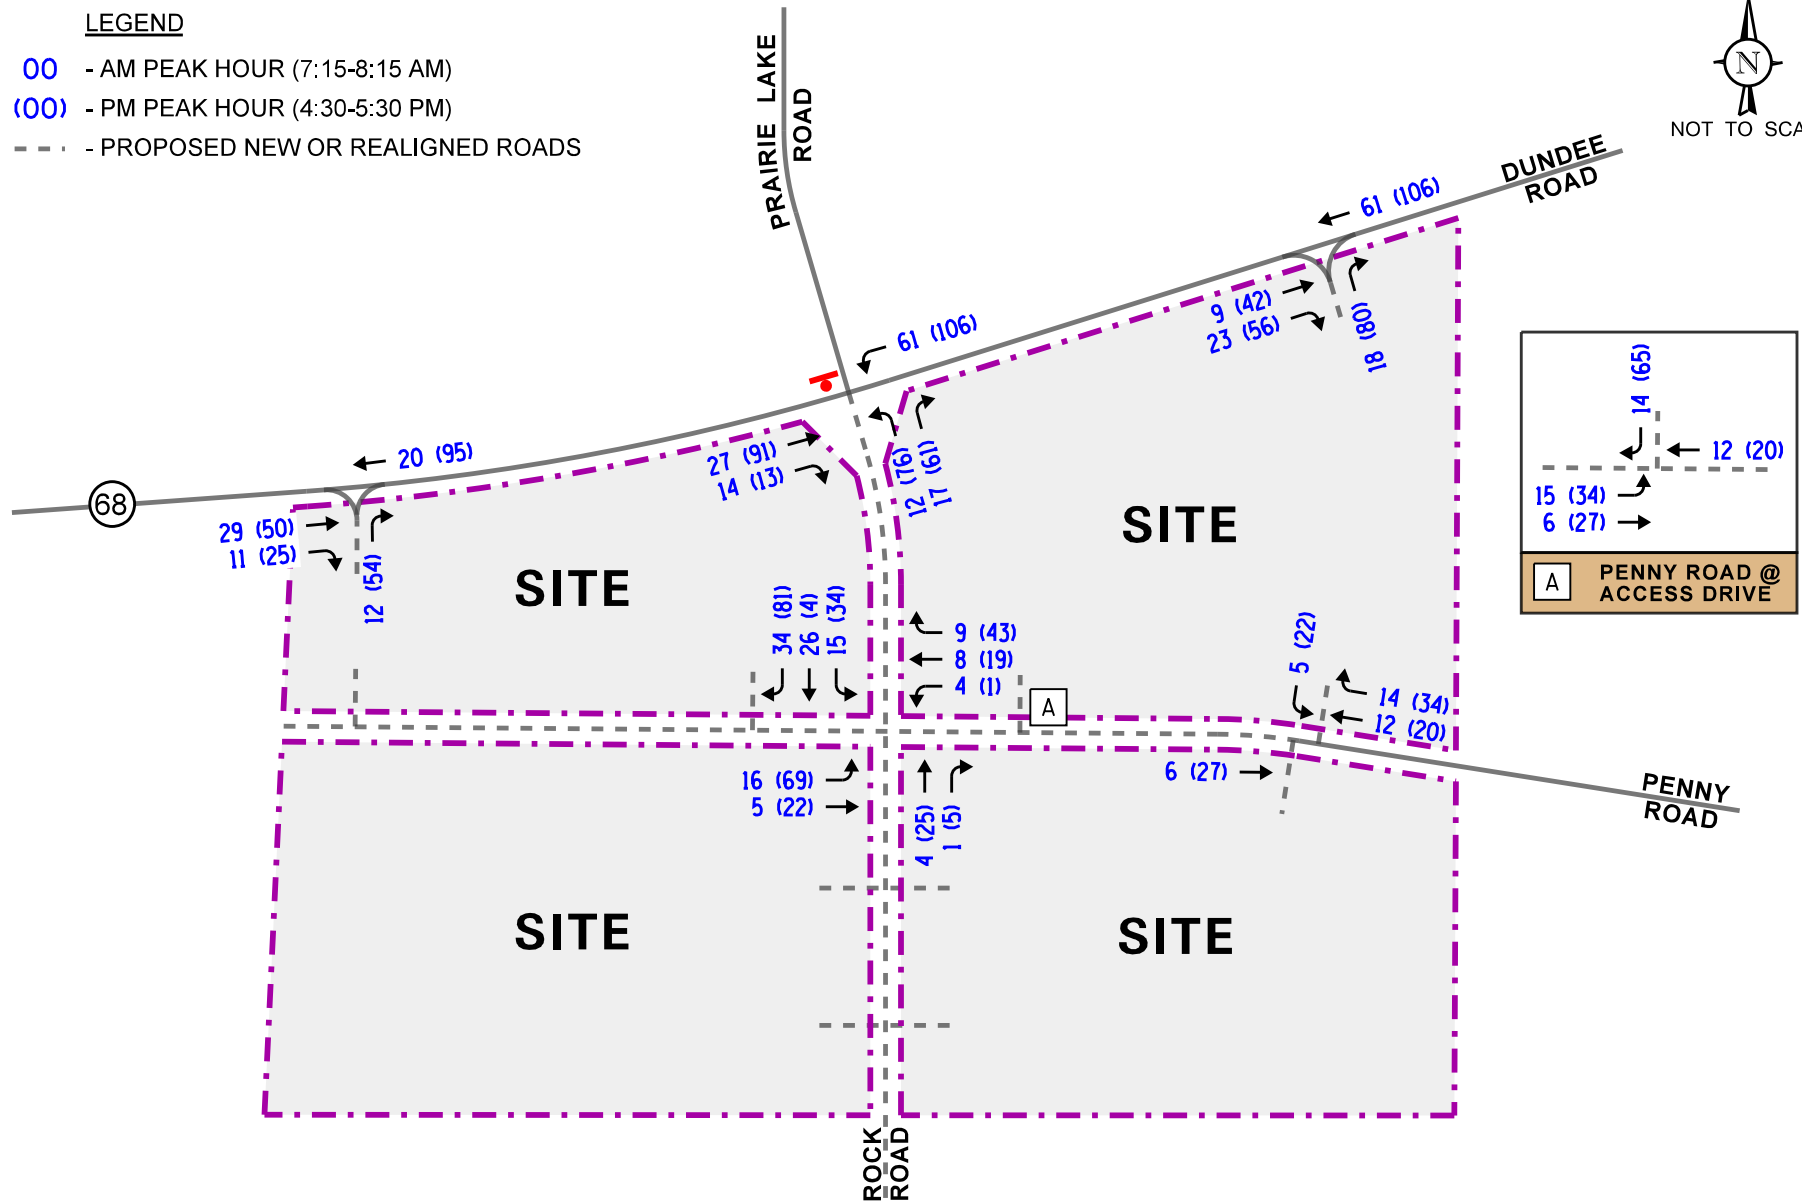 LEGEND
00 - AM PEAK HOUR (7:15-8:15 AM)
(00) - PM PEAK HOUR (4:30-5:30 PM)
- PROPOSED NEW OR REALIGNED ROADS
PRAIRIE LAKE
ROAD
N
NOT TO SCA
DUNDEE
ROAD
61 (106)
9 (42)
23 (56)
18 (80)
61 (106)
20 (95)
27 (91)
14 (13)
12 (76)
17 (61)
68
29 (50)
11 (25)
12 (54)
SITE
SITE
14 (65)
12 (20)
15 (34)
6 (27)
A
PENNY ROAD @
ACCESS DRIVE
34 (81)
26 (4)
15 (34)
9 (43)
8 (19)
4 (1)
A
5 (22)
14 (34)
12 (20)
16 (69)
5 (22)
4 (25)
1 (5)
6 (27)
PENNY
ROAD
SITE
SITE
ROCK
ROAD